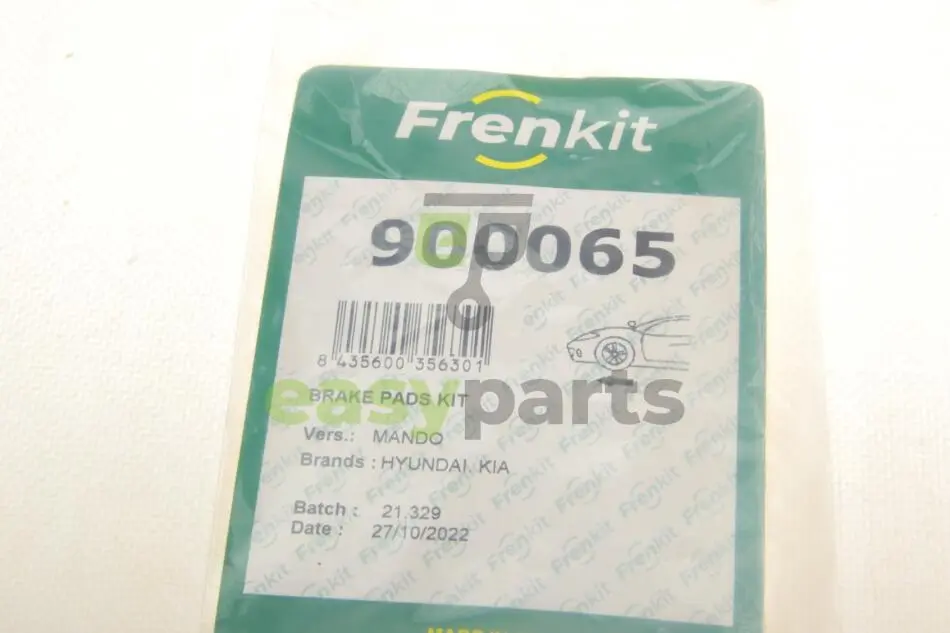 Frenkit
900065
8 435600 356301
easyparts
BRAKE PADS KIT
Vers.: MANDO
Brands : HYUNDAI, KIA
Batch : 21.329
Date : 27/10/2022